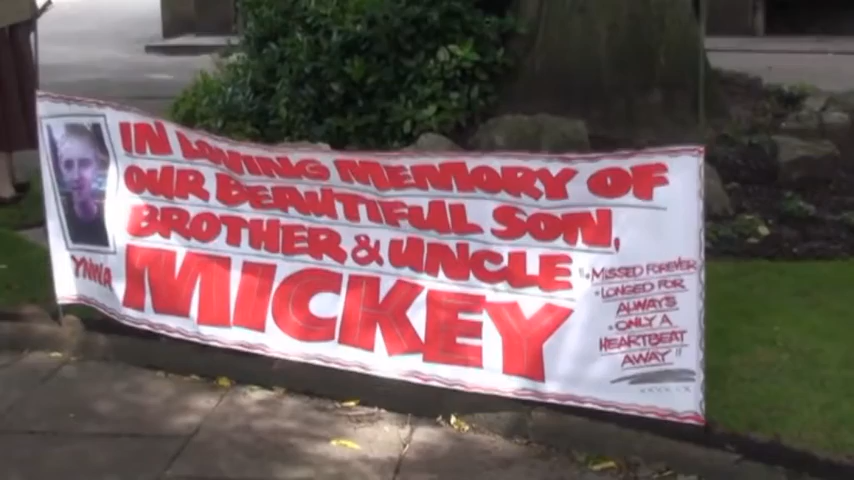 IN LOVING MEMORY OF
OUR BEAUTIFUL SON,
BROTHER & UNCLE
MICKEY
YNWA
"• MISSED FOREVER
• LONGED FOR
ALWAYS
• ONLY A
HEARTBEAT
AWAY"